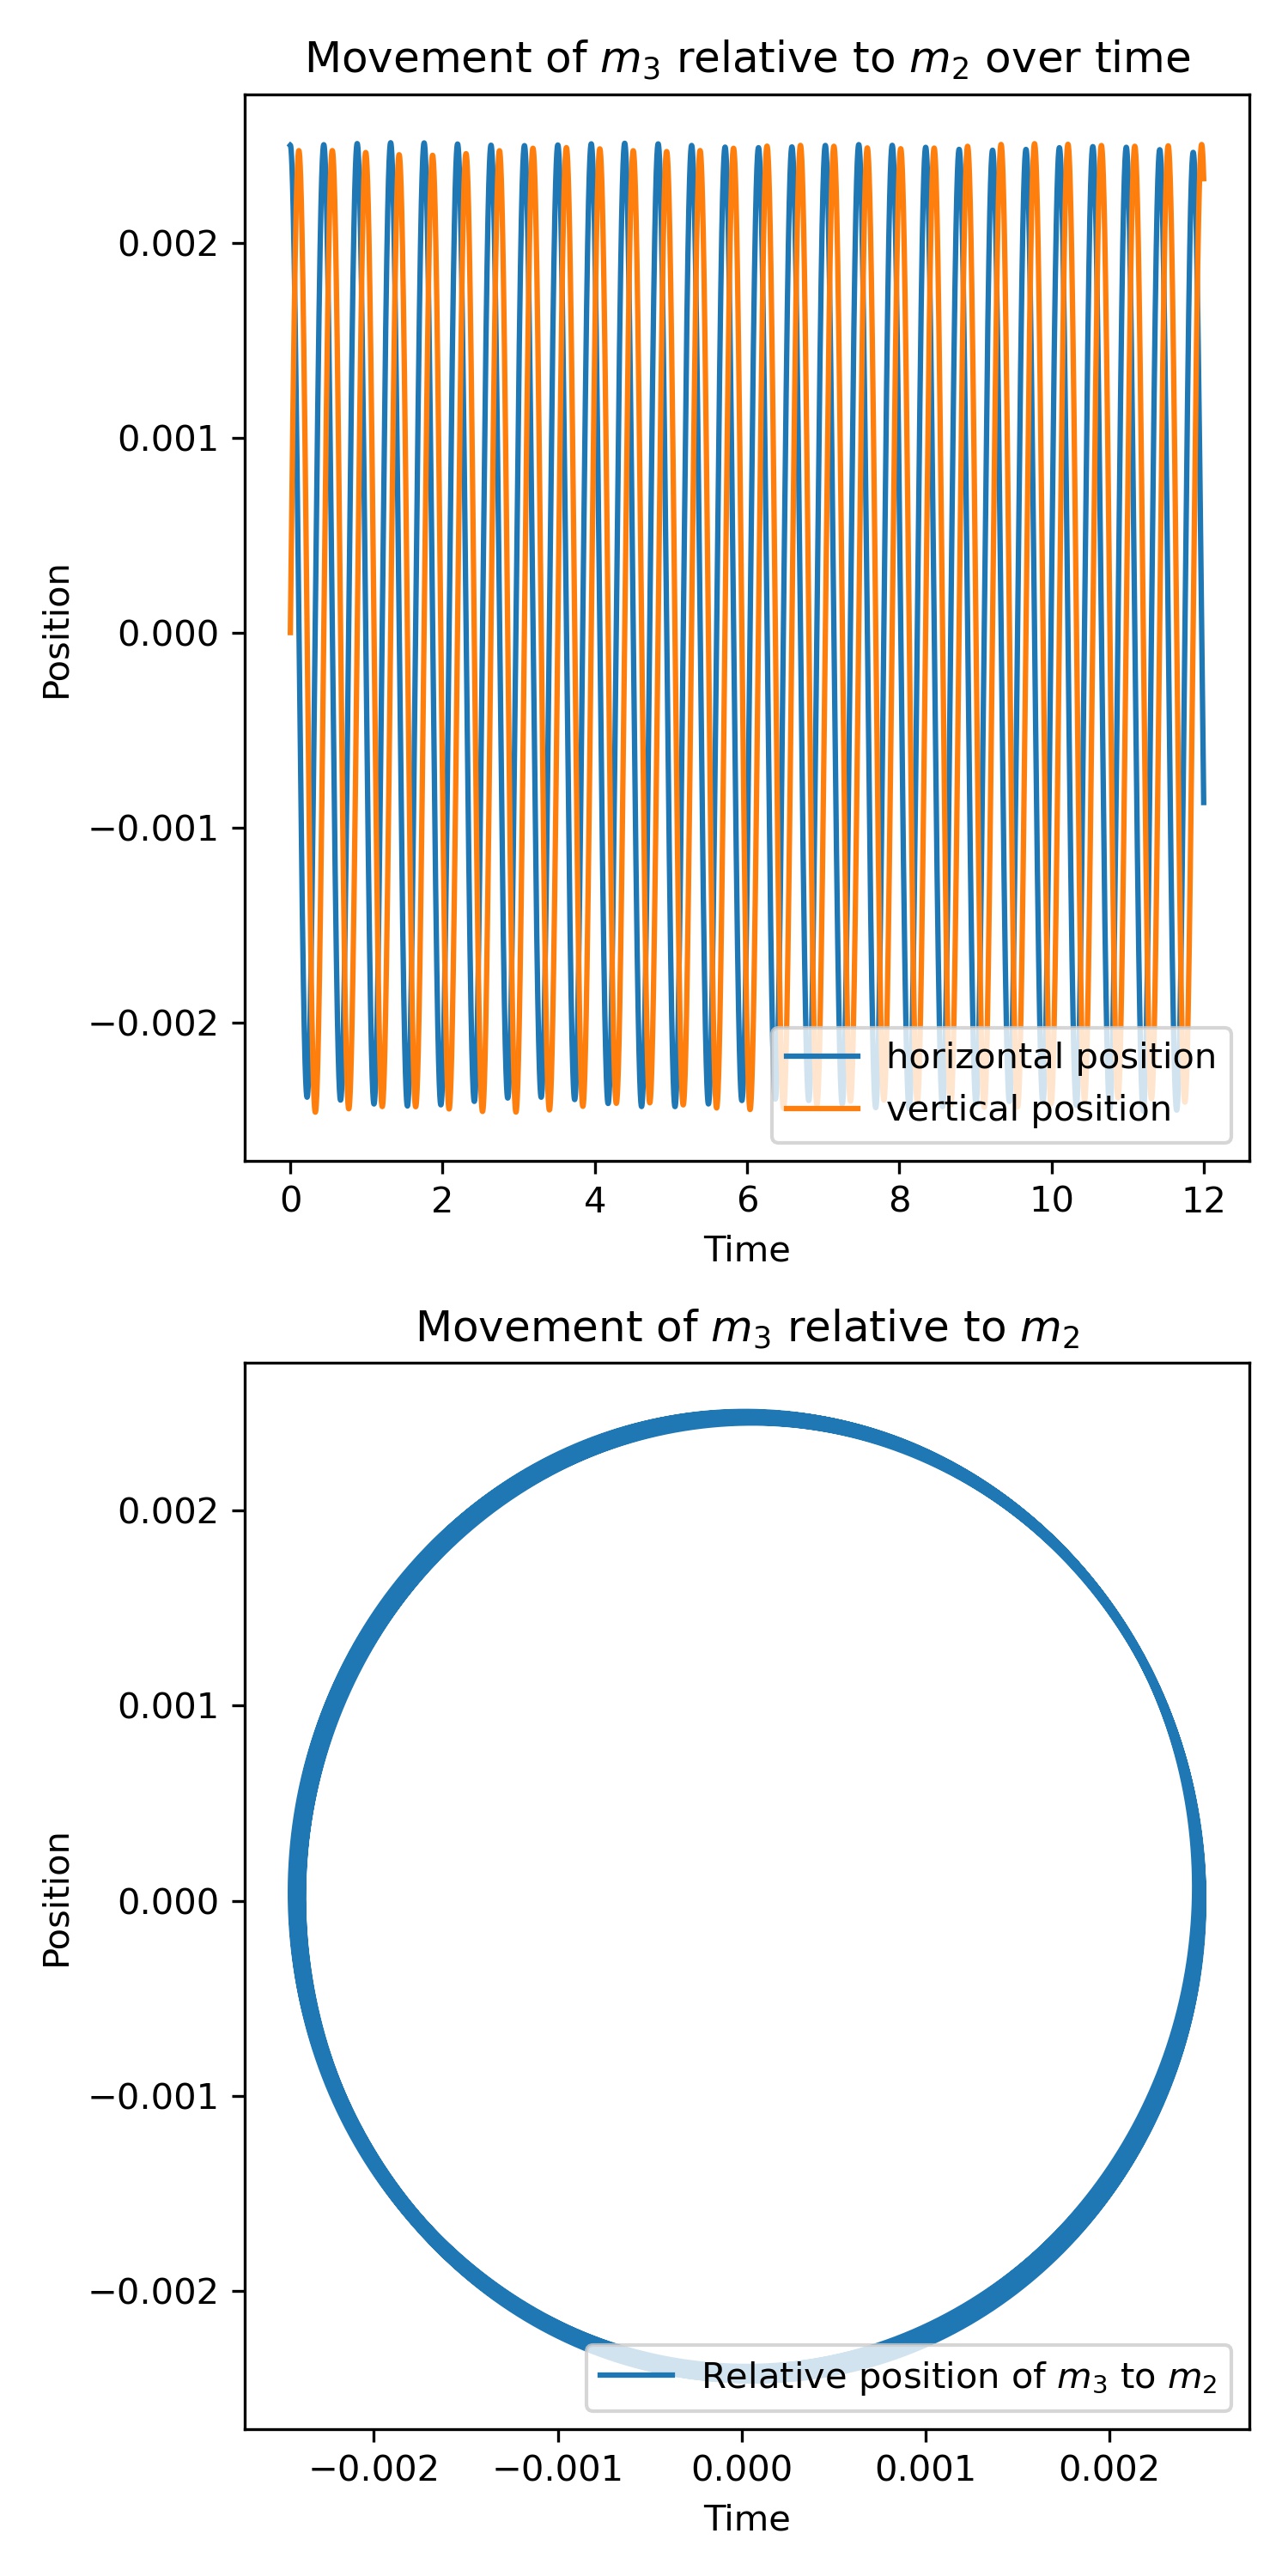 Movement of m₃ relative to m₂ over time
Position
0.002
0.001
0.000
−0.001
−0.002
horizontal position
vertical position
0 2 4 6 8 10 12
Time
Movement of m₃ relative to m₂
Position
0.002
0.001
0.000
−0.001
−0.002
Relative position of m₃ to m₂
−0.002 −0.001 0.000 0.001 0.002
Time